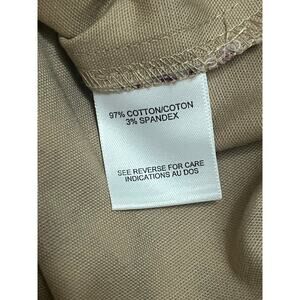 97% COTTON/COTON
3% SPANDEX
SEE REVERSE FOR CARE
INDICATIONS AU DOS